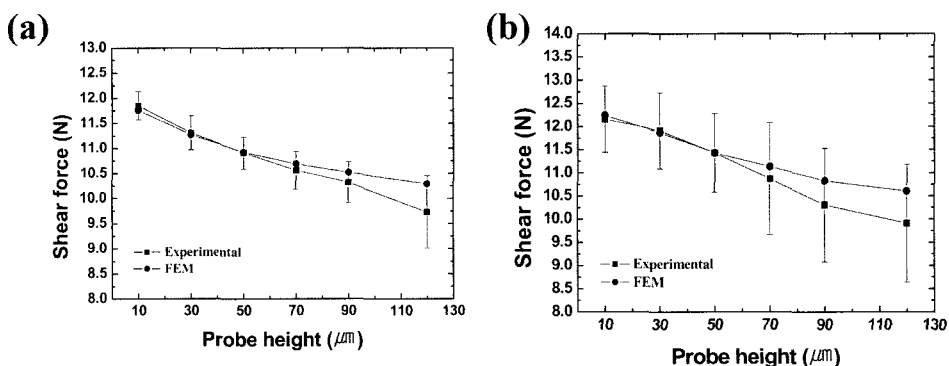 (a)
13.0
12.5
12.0
11.5
11.0
10.5
10.0
9.5
9.0
8.5
8.0
Shear force (N)
Experimental
FEM
10 30 50 70 90 110 130
Probe height (㎛)
(b)
14.0
13.5
13.0
12.5
12.0
11.5
11.0
10.5
10.0
9.5
9.0
8.5
8.0
Shear force (N)
Experimental
FEM
10 30 50 70 90 110 130
Probe height (㎛)